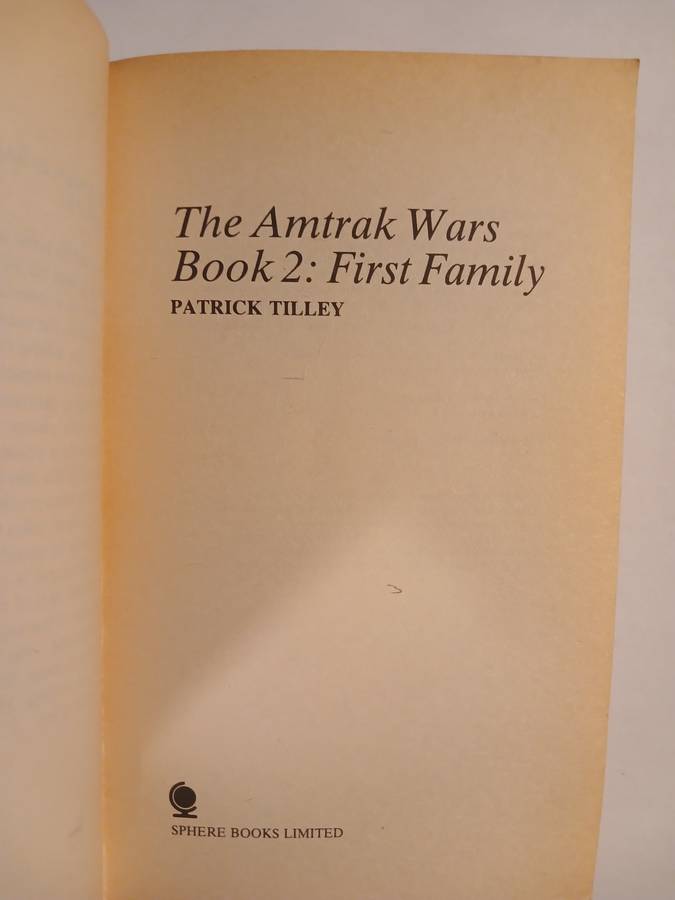 The Amtrak Wars
Book 2: First Family
PATRICK TILLEY
SPHERE BOOKS LIMITED